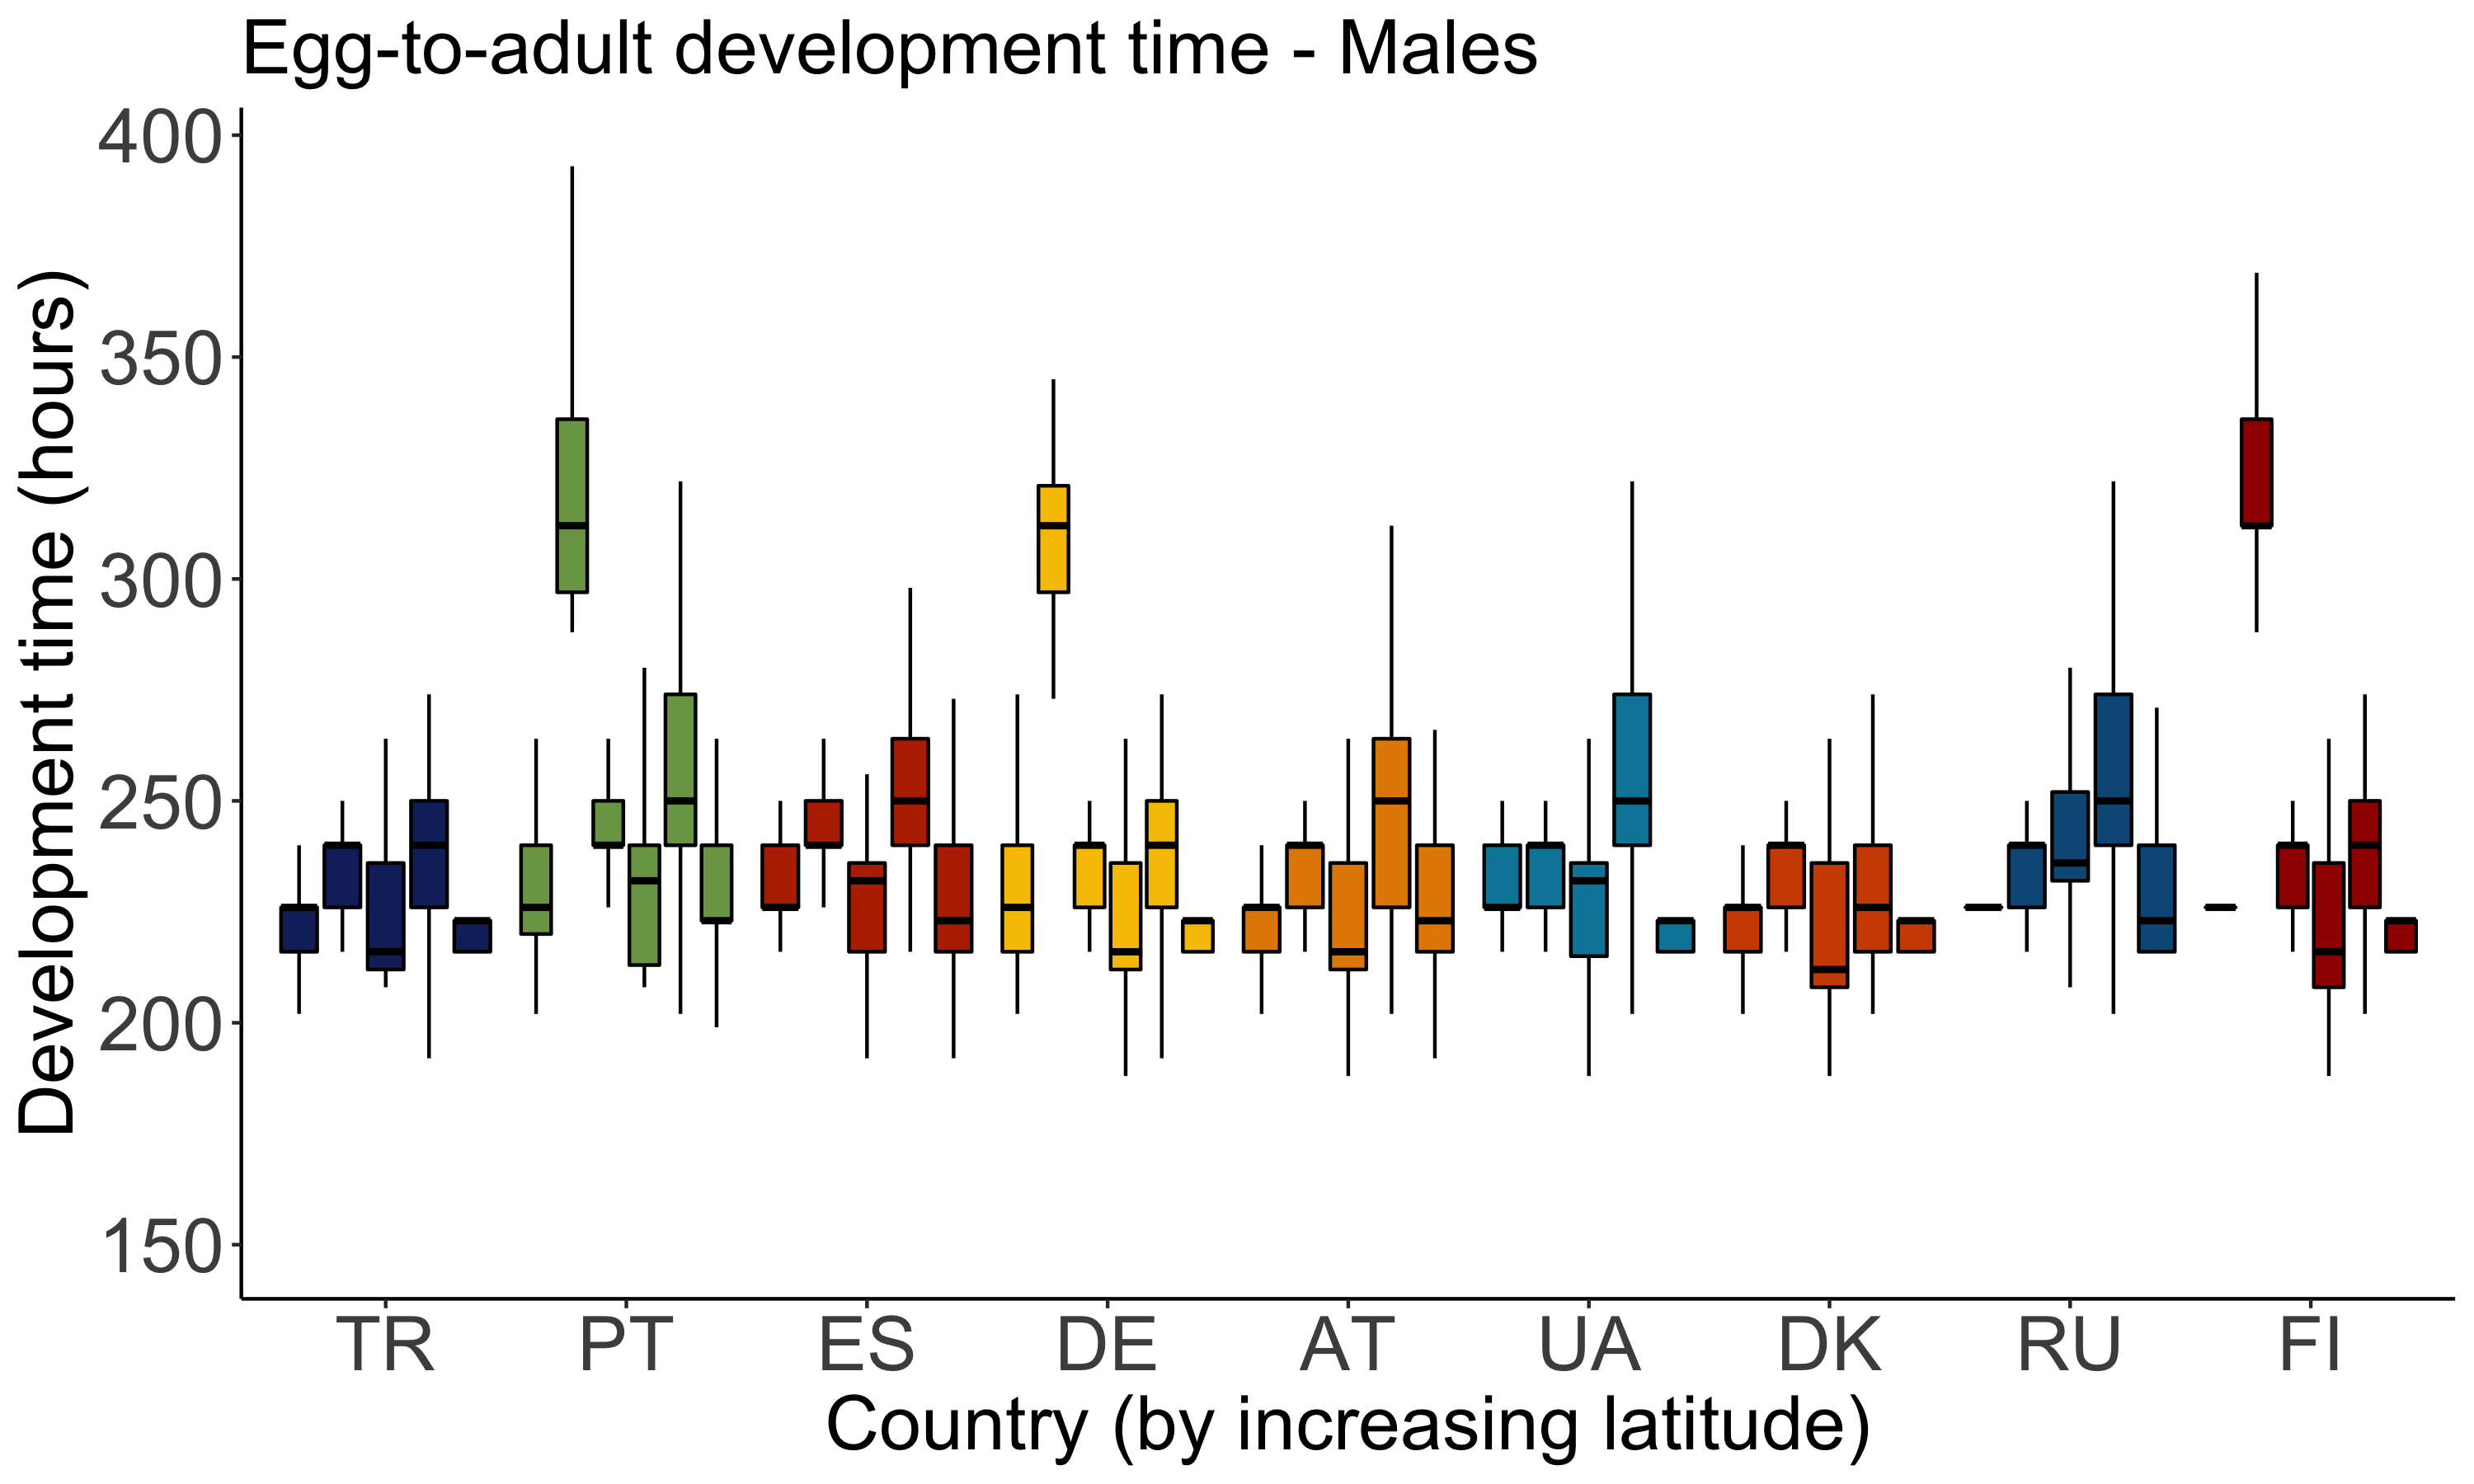 Egg-to-adult development time - Males
Development time (hours)
400
350
300
250
200
150
TR PT ES DE AT UA DK RU FI
Country (by increasing latitude)